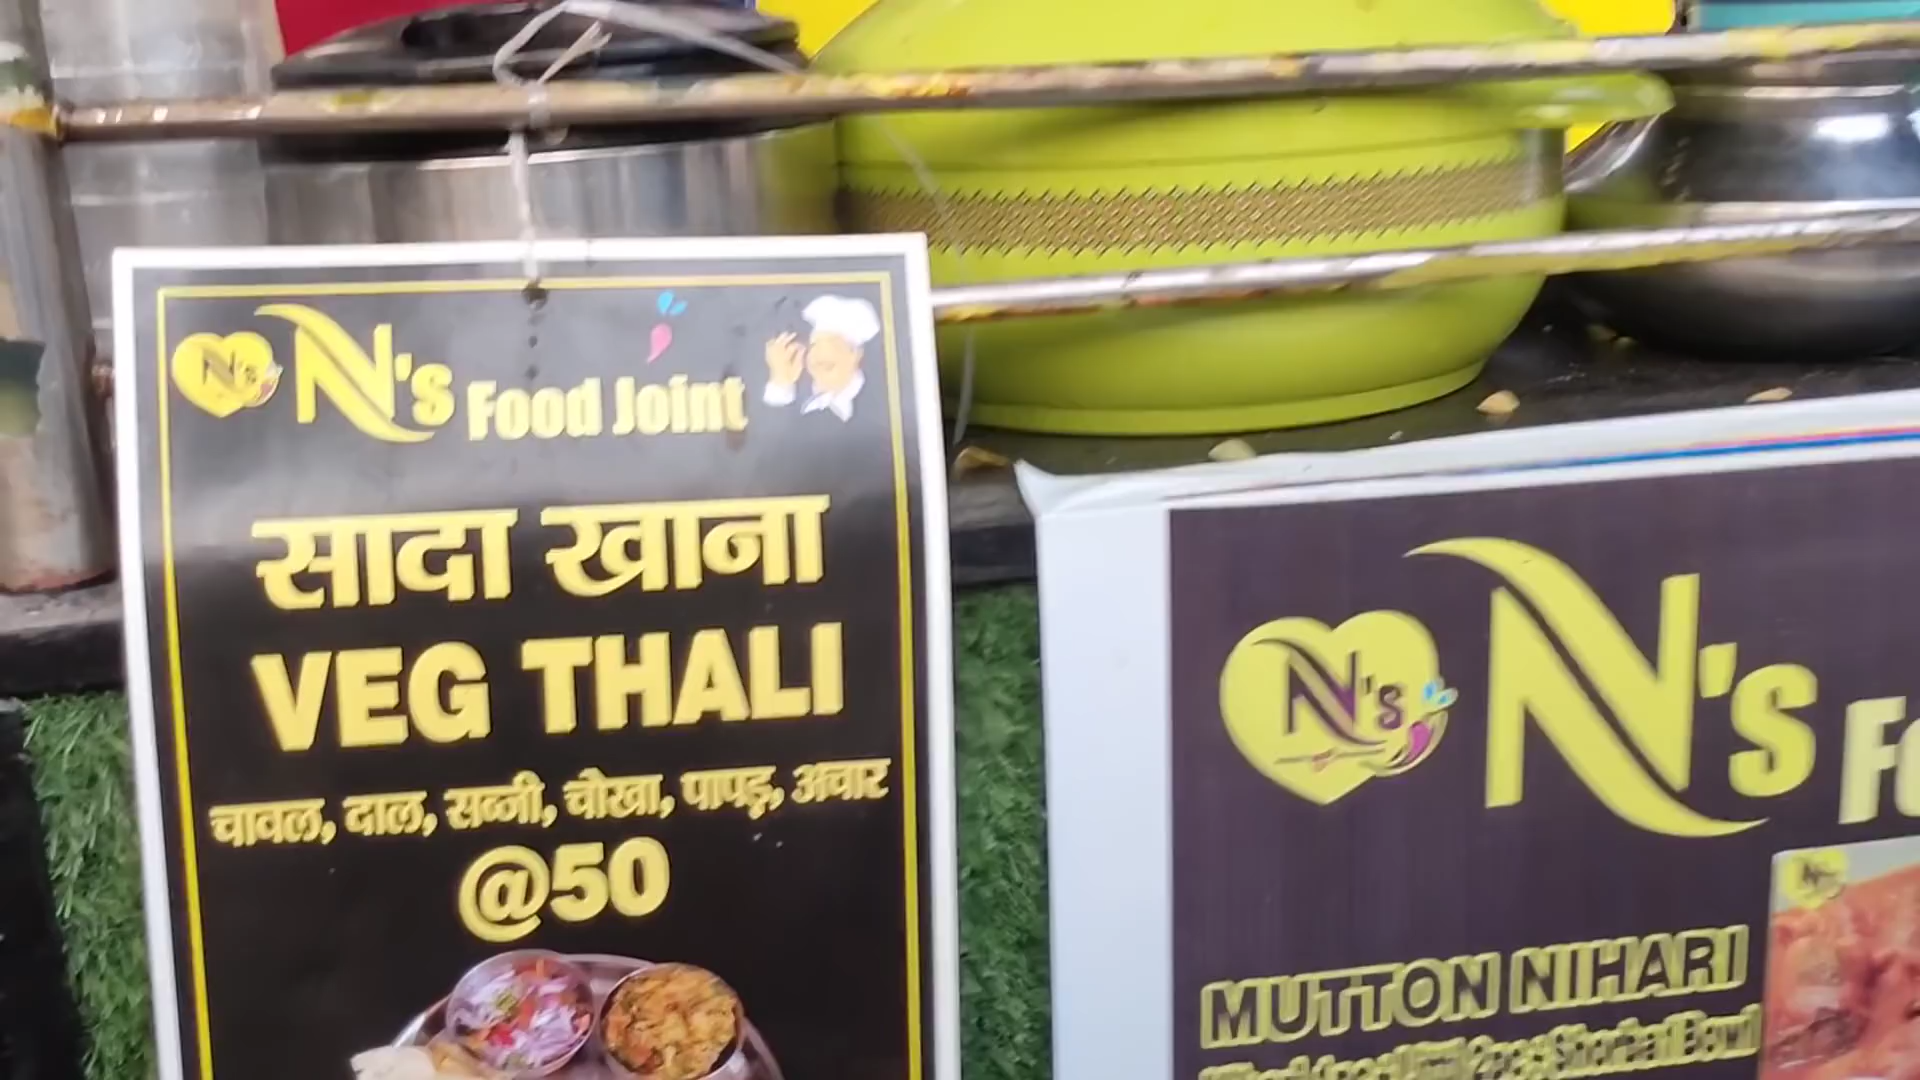 N's N's Food Joint
सादा खाना
VEG THALI
चावल, दाल, सब्जी, चोखा, पापड़, अचार
@50
N's N's
MUTTON NIHARI